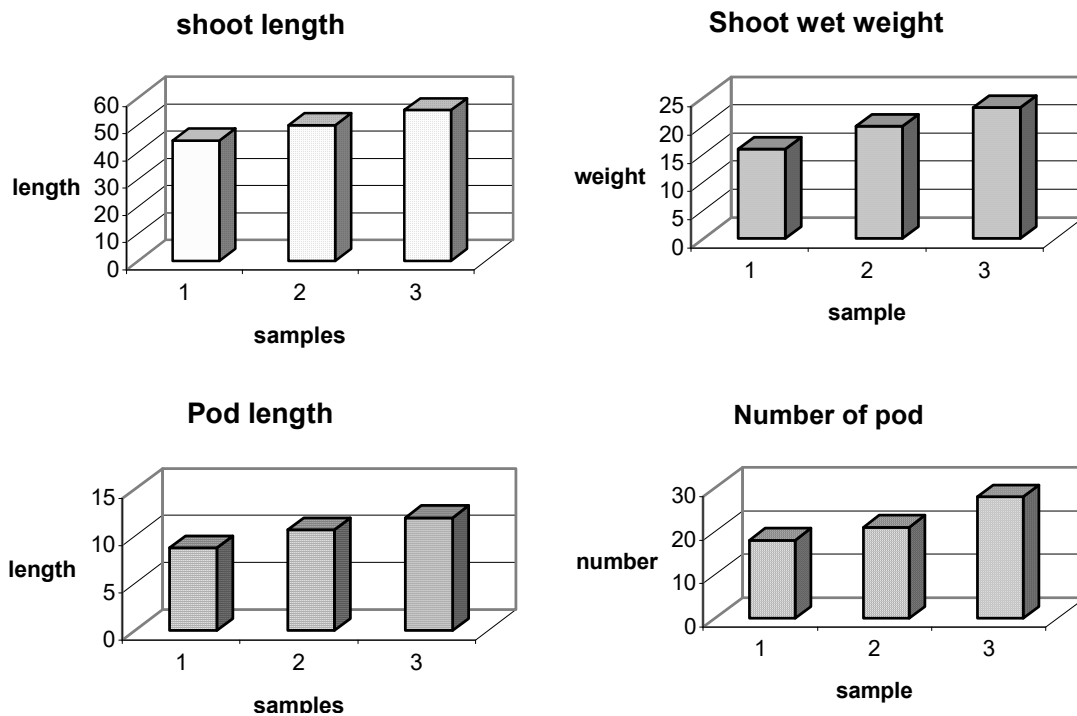 shoot length
60
50
40
30
20
10
0
length
1 2 3
samples
Shoot wet weight
25
20
15
10
5
0
weight
1 2 3
sample
Pod length
15
10
5
0
length
1 2 3
samples
Number of pod
30
20
10
0
number
1 2 3
sample